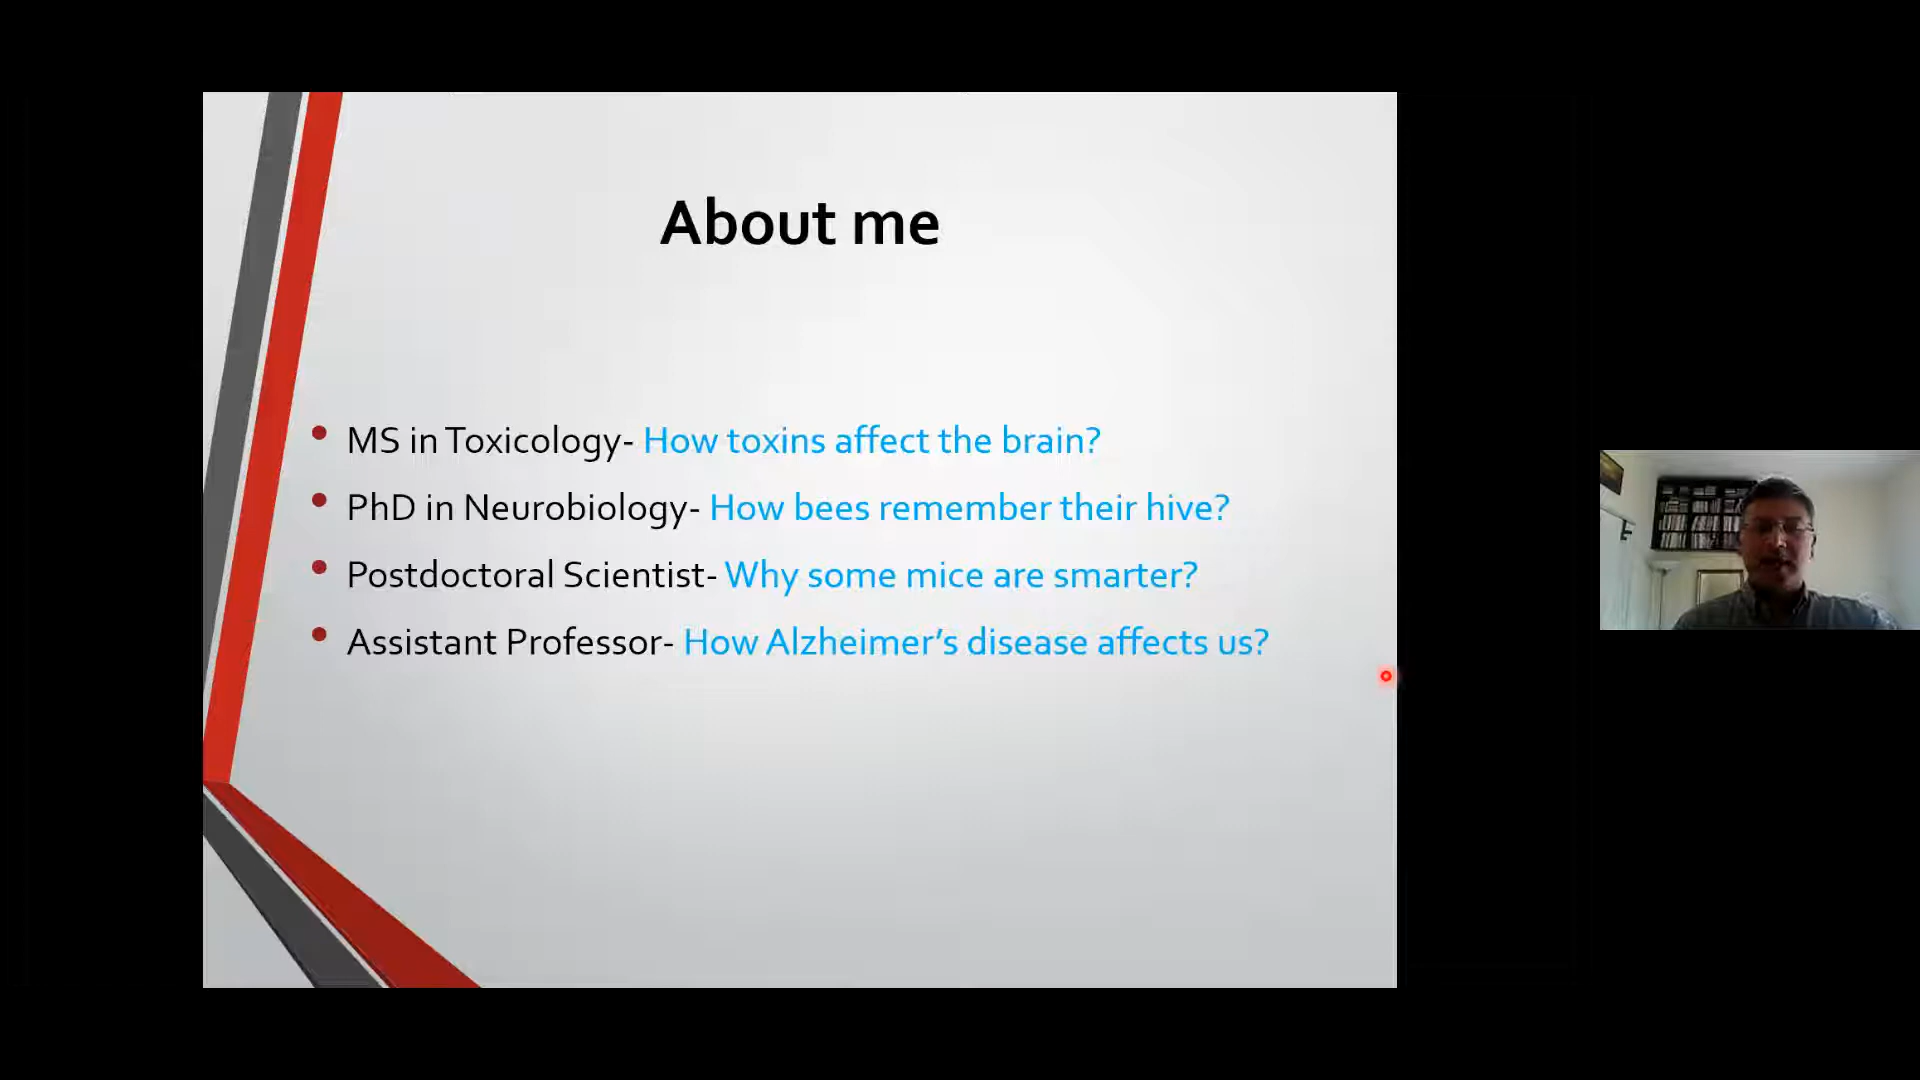 About me
MS in Toxicology- How toxins affect the brain?
PhD in Neurobiology- How bees remember their hive?
Postdoctoral Scientist- Why some mice are smarter?
Assistant Professor- How Alzheimer’s disease affects us?